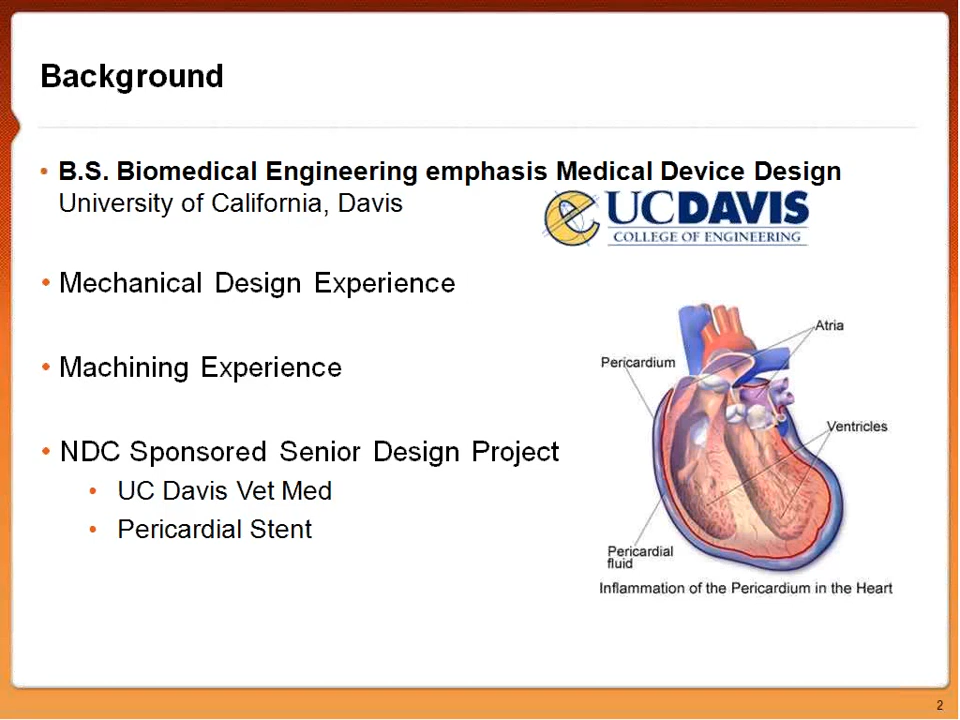 Background
• B.S. Biomedical Engineering emphasis Medical Device Design
University of California, Davis
UCDAVIS
COLLEGE OF ENGINEERING
• Mechanical Design Experience
• Machining Experience
• NDC Sponsored Senior Design Project
• UC Davis Vet Med
• Pericardial Stent
Atria
Pericardium
Ventricles
Pericardial
fluid
Inflammation of the Pericardium in the Heart
2